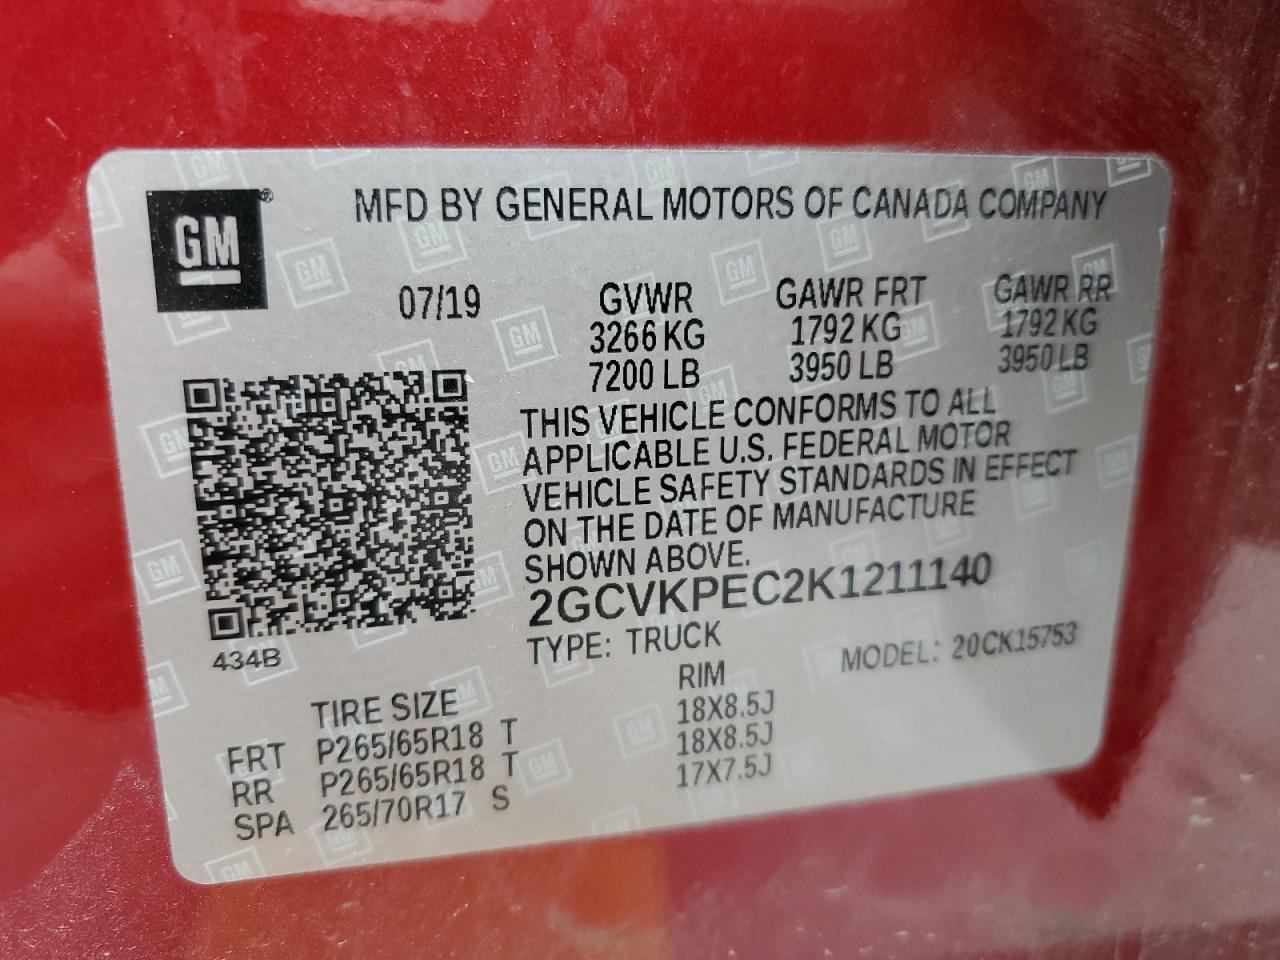 GM® MFD BY GENERAL MOTORS OF CANADA COMPANY
07/19 GVWR GAWR FRT GAWR RR
3266 KG 1792 KG 1792 KG
7200 LB 3950 LB 3950 LB
THIS VEHICLE CONFORMS TO ALL
APPLICABLE U.S. FEDERAL MOTOR
VEHICLE SAFETY STANDARDS IN EFFECT
ON THE DATE OF MANUFACTURE
SHOWN ABOVE.
2GCVKPEC2K1211140
434B TYPE: TRUCK MODEL: 20CK15753
TIRE SIZE RIM
FRT P265/65R18 T 18X8.5J
RR P265/65R18 T 18X8.5J
SPA 265/70R17 S 17X7.5J